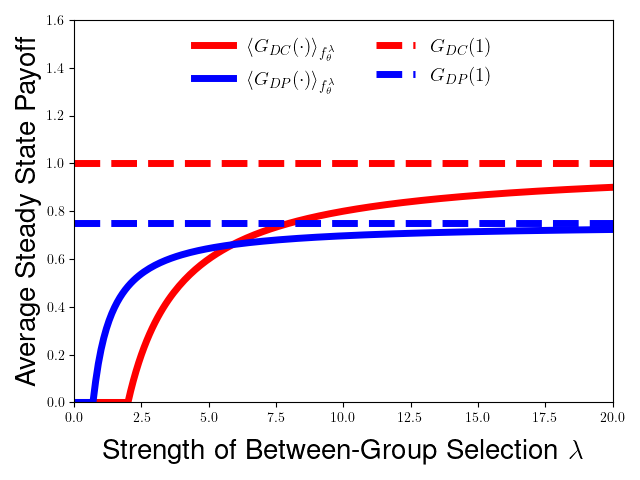 ⟨G_DC(·)⟩_{f_θ^λ}
G_DC(1)
⟨G_DP(·)⟩_{f_θ^λ}
G_DP(1)
Average Steady State Payoff
1.6
1.4
1.2
1.0
0.8
0.6
0.4
0.2
0.0
0.0 2.5 5.0 7.5 10.0 12.5 15.0 17.5 20.0
Strength of Between-Group Selection λ